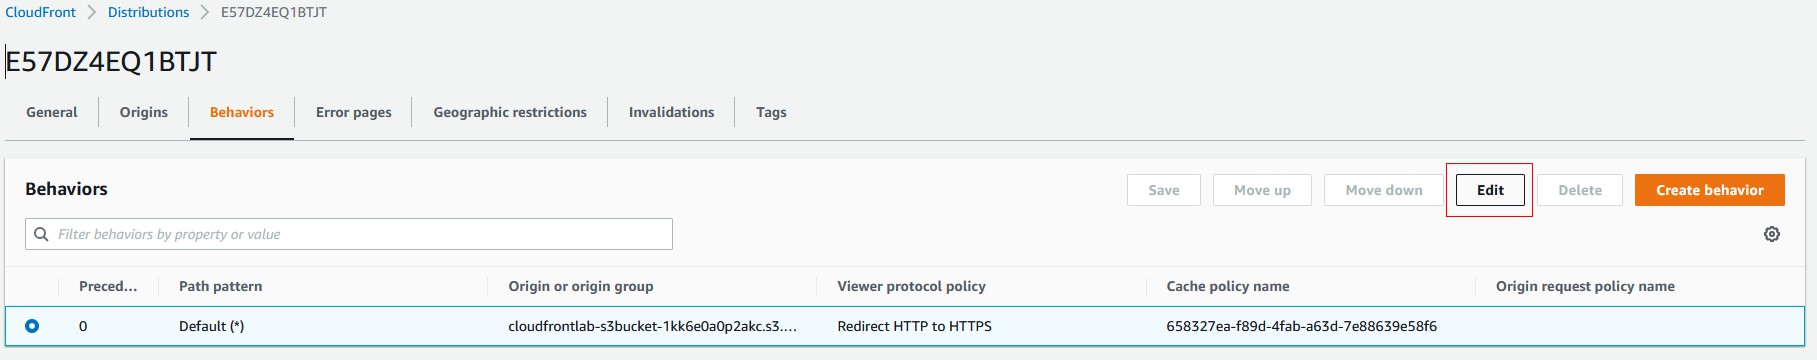 CloudFront > Distributions > E57DZ4EQ1BTJT
E57DZ4EQ1BTJT
General Origins Behaviors Error pages Geographic restrictions Invalidations Tags
Behaviors Save Move up Move down Edit Delete Create behavior
Filter behaviors by property or value
Preced... Path pattern Origin or origin group Viewer protocol policy Cache policy name Origin request policy name
0 Default (*) cloudfrontlab-s3bucket-1kk6e0a0p2akc.s3.... Redirect HTTP to HTTPS 658327ea-f89d-4fab-a63d-7e88639e58f6